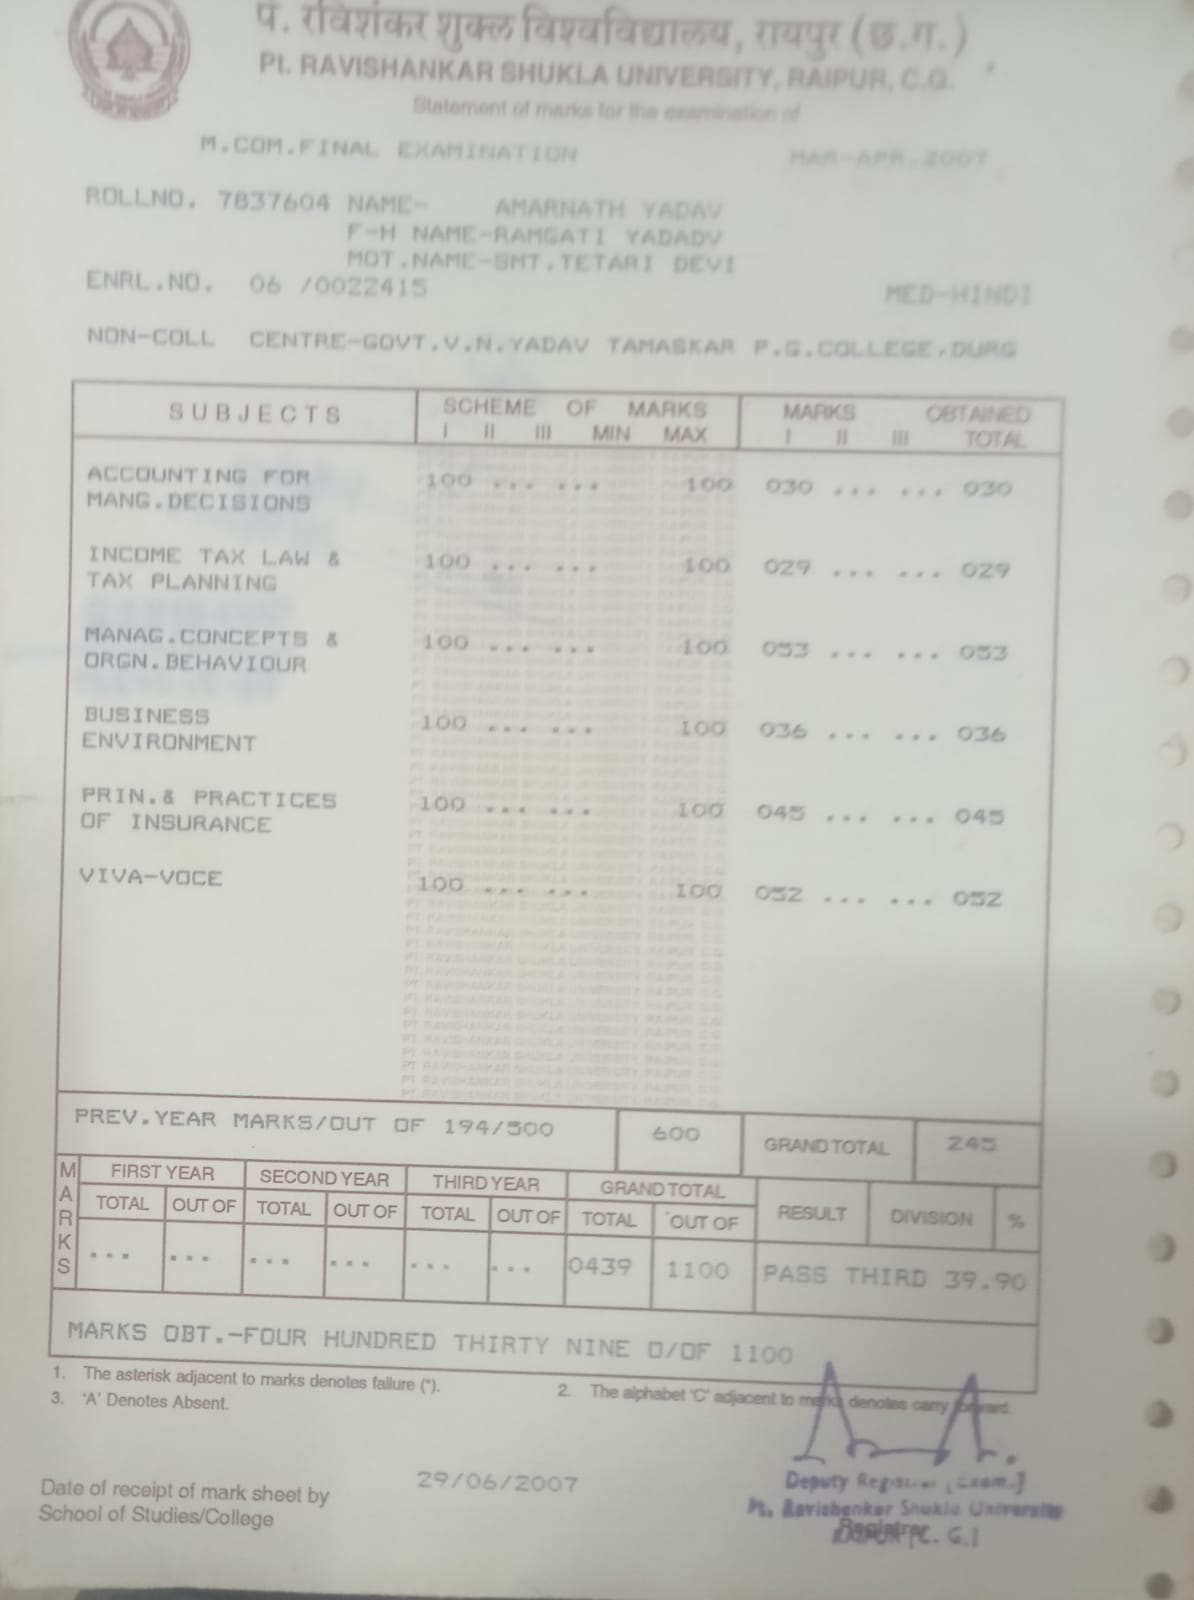 पं. रविशंकर शुक्ल विश्वविद्यालय, रायपुर (छ.ग.)
Pt. RAVISHANKAR SHUKLA UNIVERSITY, RAIPUR, C.G.
Statement of marks for the examination of
M.COM.FINAL EXAMINATION MAR-APR.2007
ROLLNO. 7837604 NAME- AMARNATH YADAV
F-H NAME-RAMGATI YADADV
MOT.NAME-SMT.TETARI DEVI
ENRL.NO. 06 /0022415 MED-HINDI
NON-COLL CENTRE-GOVT.V.N.YADAV TAMASKAR P.G.COLLEGE,DURG
SUBJECTS SCHEME OF MARKS MARKS OBTAINED
I II III MIN MAX I II III TOTAL
ACCOUNTING FOR 100 ... ... 100 030 ... ... 030
MANG.DECISIONS
INCOME TAX LAW & 100 ... ... 100 029 ... ... 029
TAX PLANNING
MANAG.CONCEPTS & 100 ... ... 100 053 ... ... 053
ORGN.BEHAVIOUR
BUSINESS 100 ... ... 100 036 ... ... 036
ENVIRONMENT
PRIN.& PRACTICES 100 ... ... 100 045 ... ... 045
OF INSURANCE
VIVA-VOCE 100 ... ... 100 052 ... ... 052
PREV.YEAR MARKS/OUT OF 194/500 600 GRAND TOTAL 245
MARKS FIRST YEAR SECOND YEAR THIRD YEAR GRAND TOTAL RESULT DIVISION %
TOTAL OUT OF TOTAL OUT OF TOTAL OUT OF TOTAL OUT OF
... ... ... ... ... ... 0439 1100 PASS THIRD 39.90
MARKS OBT.-FOUR HUNDRED THIRTY NINE O/OF 1100
1. The asterisk adjacent to marks denotes failure (*). 2. The alphabet 'C' adjacent to marks denotes carry forward.
3. 'A' Denotes Absent.
Date of receipt of mark sheet by 29/06/2007
School of Studies/College
Deputy Registrar [Exam.]
Pt. Ravishankar Shukla University
Registrar
RAIPUR [C. G.]